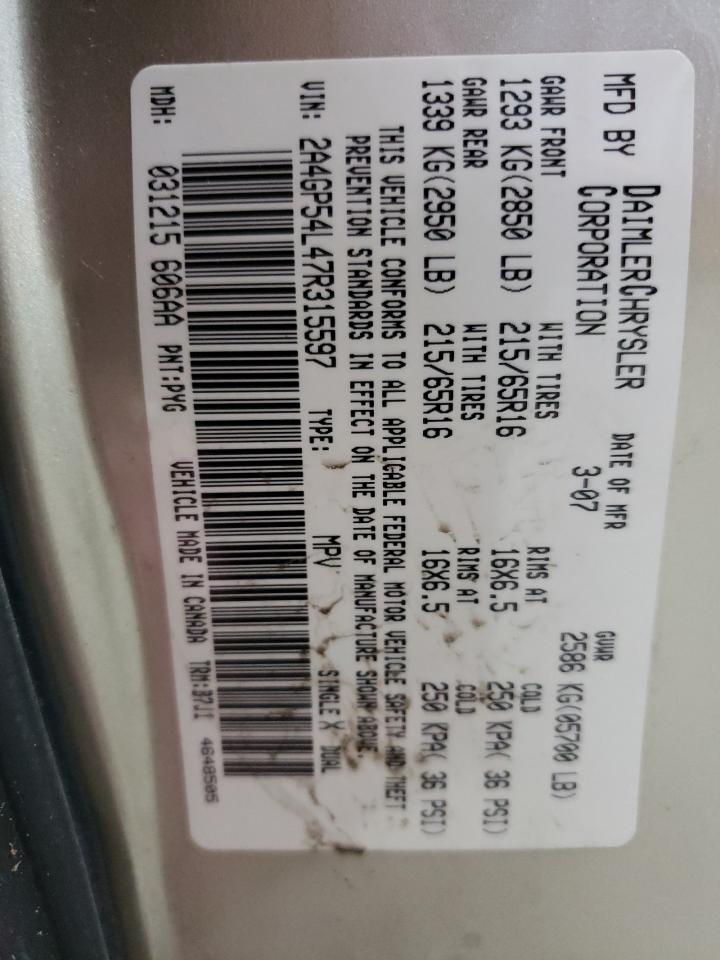 MFD BY DAIMLERCHRYSLER CORPORATION
DATE OF MFR
3-07
GVWR
2586 KG(05700 LB)
GAWR FRONT WITH TIRES RIMS AT COLD
1293 KG(2850 LB) 215/65R16 16X6.5 250 KPA( 36 PSI)
GAWR REAR WITH TIRES RIMS AT COLD
1339 KG(2950 LB) 215/65R16 16X6.5 250 KPA( 36 PSI)
THIS VEHICLE CONFORMS TO ALL APPLICABLE FEDERAL MOTOR VEHICLE SAFETY AND THEFT
PREVENTION STANDARDS IN EFFECT ON THE DATE OF MANUFACTURE SHOWN ABOVE.
VIN: 2A4GP54L47R315597 TYPE: MPV SINGLE X DUAL
MDH: 031215 606AA PNT:PYG VEHICLE MADE IN CANADA TRM:B7J1 4648505